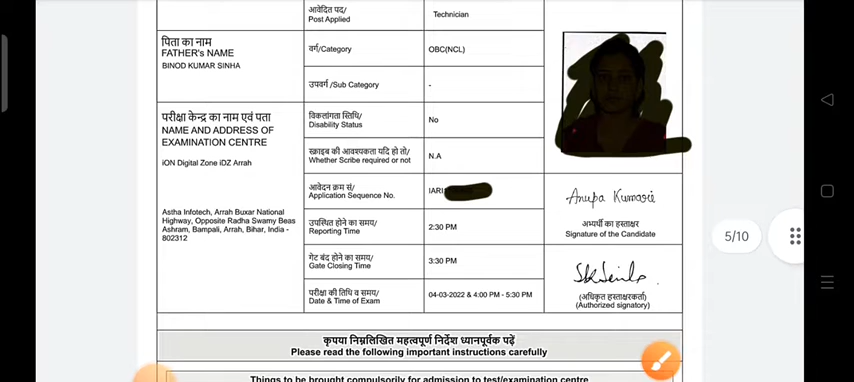 आवेदित पद/
Post Applied
Technician
पिता का नाम
FATHER's NAME
BINOD KUMAR SINHA
वर्ग/Category
OBC(NCL)
उपवर्ग /Sub Category
-
परीक्षा केन्द्र का नाम एवं पता
NAME AND ADDRESS OF
EXAMINATION CENTRE
iON Digital Zone iDZ Arrah
Astha Infotech, Arrah Buxar National
Highway, Opposite Radha Swamy Beas
Ashram, Bampali, Arrah, Bihar, India -
802312
विकलांगता स्तिथि/
Disability Status
No
स्क्राइब की आवश्यकता यदि हो तो/
Whether Scribe required or not
N.A
आवेदन क्रम सं/
Application Sequence No.
IARI
उपस्थित होने का समय/
Reporting Time
2:30 PM
गेट बंद होने का समय/
Gate Closing Time
3:30 PM
परीक्षा की तिथि व समय/
Date & Time of Exam
04-03-2022 & 4:00 PM - 5:30 PM
Anupa Kumarie
अभ्यर्थी का हस्ताक्षर
Signature of the Candidate
(अधिकृत हस्ताक्षरकर्ता)
(Authorized signatory)
5/10
कृपया निम्नलिखित महत्वपूर्ण निर्देश ध्यानपूर्वक पढ़ें
Please read the following important instructions carefully
Things to be brought compulsorily for admission to test/examination centre